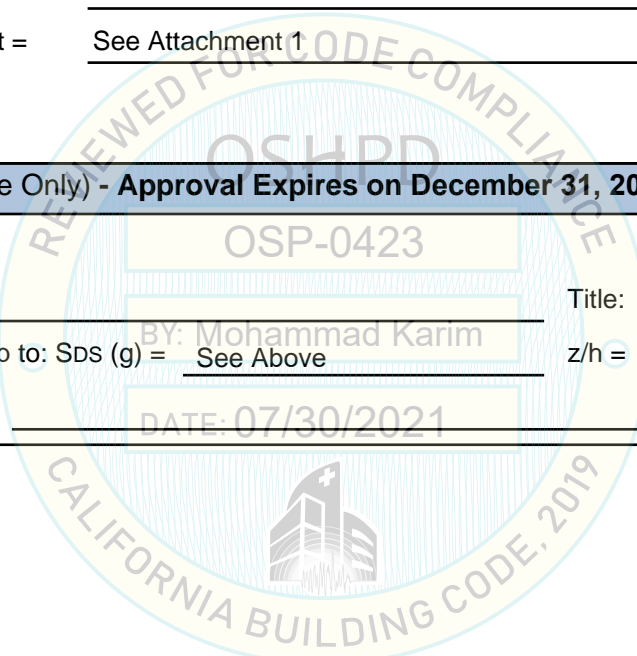 t = See Attachment 1
REVIEWED FOR CODE COMPLIANCE
OSHPD
e Only) - Approval Expires on December 31, 20
OSP-0423
Title:
BY: Mohammad Karim
o to: SDS (g) = See Above z/h =
DATE: 07/30/2021
CALIFORNIA BUILDING CODE, 2019